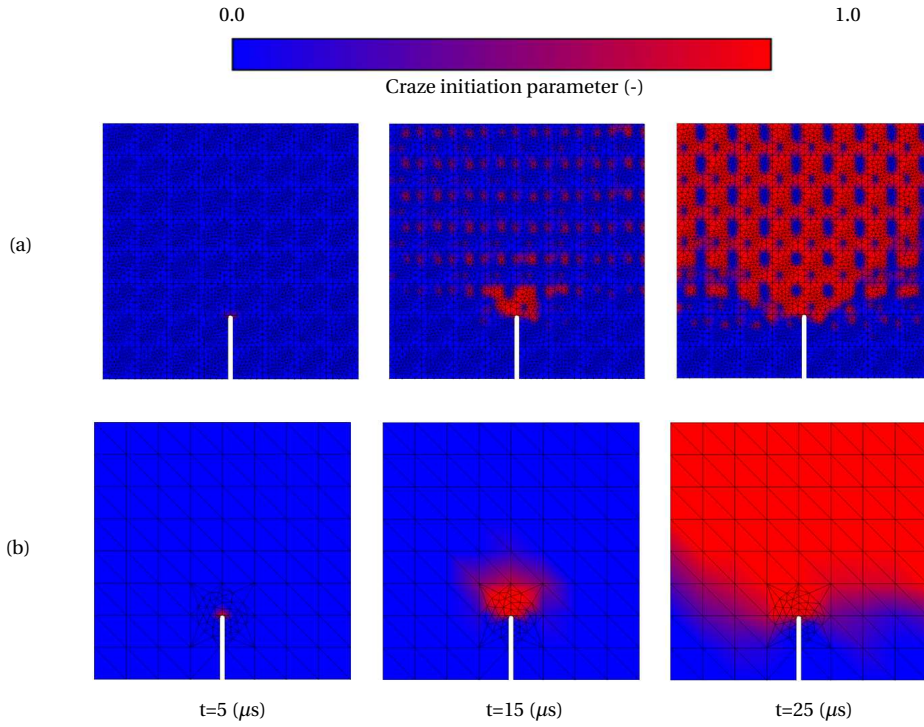 0.0 1.0
Craze initiation parameter (-)
(a)
(b)
t=5 (μs) t=15 (μs) t=25 (μs)